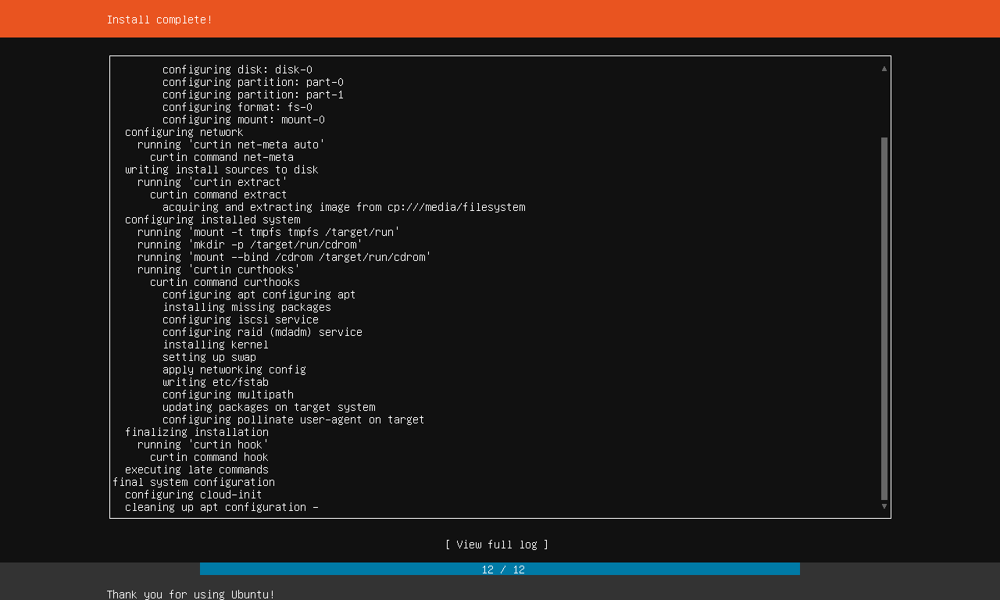 Install complete!
configuring disk: disk-0
configuring partition: part-0
configuring partition: part-1
configuring format: fs-0
configuring mount: mount-0
configuring network
running 'curtin net-meta auto'
curtin command net-meta
writing install sources to disk
running 'curtin extract'
curtin command extract
acquiring and extracting image from cp:///media/filesystem
configuring installed system
running 'mount -t tmpfs tmpfs /target/run'
running 'mkdir -p /target/run/cdrom'
running 'mount --bind /cdrom /target/run/cdrom'
running 'curtin curthooks'
curtin command curthooks
configuring apt configuring apt
installing missing packages
configuring iscsi service
configuring raid (mdadm) service
installing kernel
setting up swap
apply networking config
writing etc/fstab
configuring multipath
updating packages on target system
configuring pollinate user-agent on target
finalizing installation
running 'curtin hook'
curtin command hook
executing late commands
final system configuration
configuring cloud-init
cleaning up apt configuration -
[ View full log ]
12 / 12
Thank you for using Ubuntu!